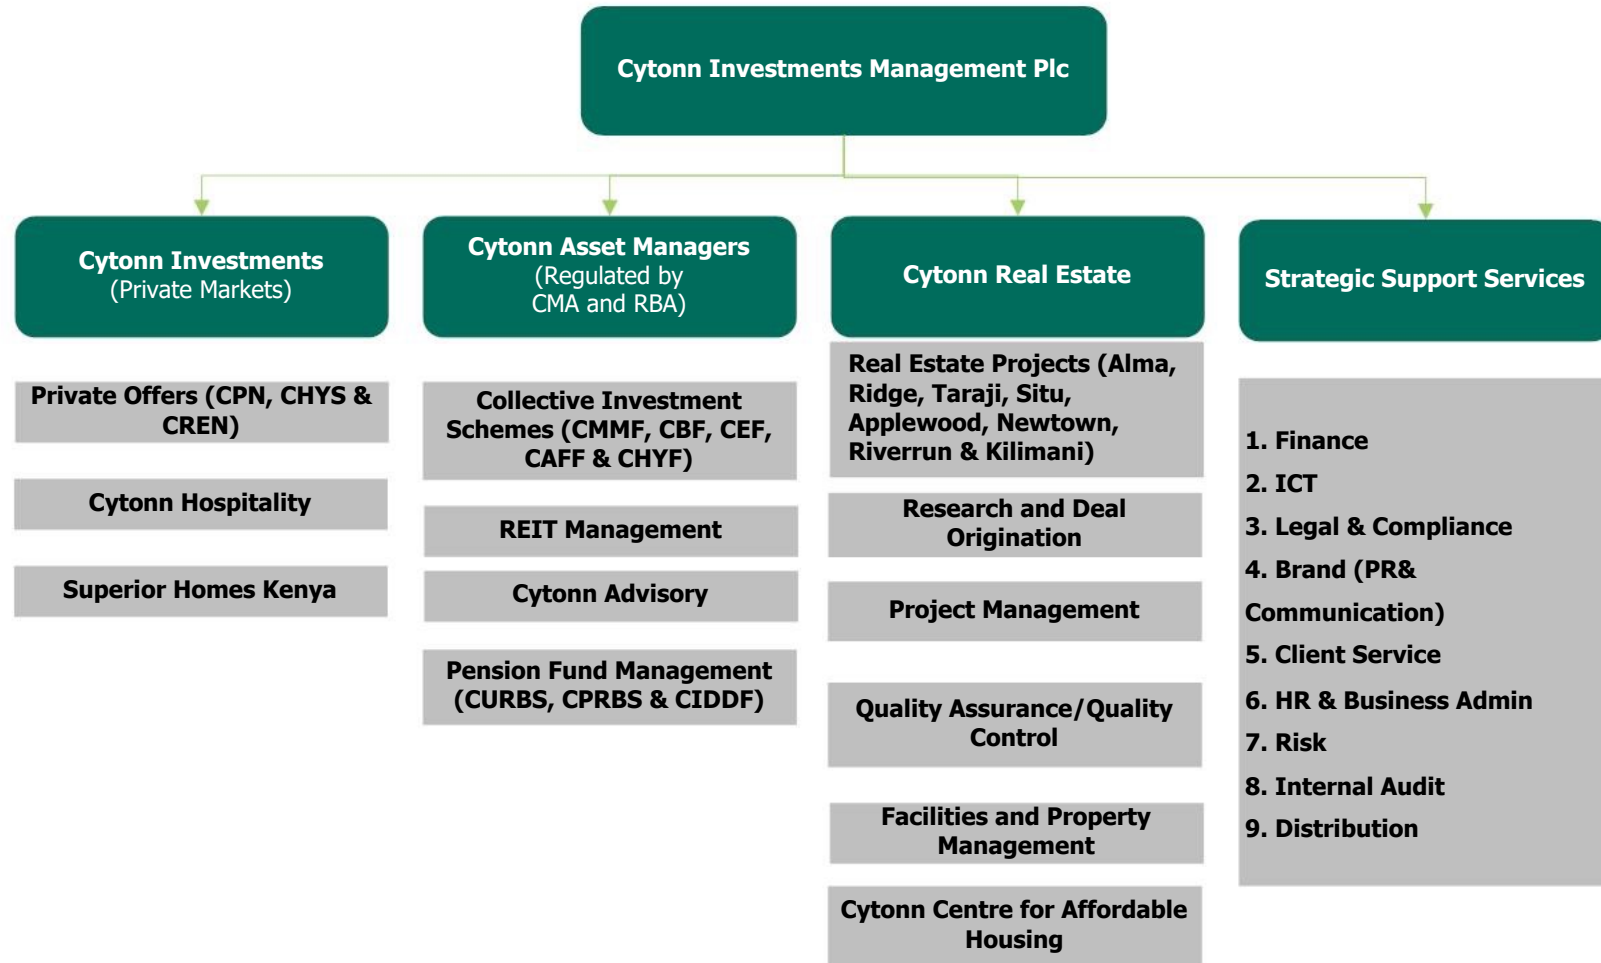 Cytonn Investments Management Plc
Cytonn Investments
(Private Markets)
Private Offers (CPN, CHYS &
CREN)
Cytonn Hospitality
Superior Homes Kenya
Cytonn Asset Managers
(Regulated by
CMA and RBA)
Collective Investment
Schemes (CMMF, CBF, CEF,
CAFF & CHYF)
REIT Management
Cytonn Advisory
Pension Fund Management
(CURBS, CPRBS & CIDDF)
Cytonn Real Estate
Real Estate Projects (Alma,
Ridge, Taraji, Situ,
Applewood, Newtown,
Riverrun & Kilimani)
Research and Deal
Origination
Project Management
Quality Assurance/Quality
Control
Facilities and Property
Management
Cytonn Centre for Affordable
Housing
Strategic Support Services
1. Finance
2. ICT
3. Legal & Compliance
4. Brand (PR&
Communication)
5. Client Service
6. HR & Business Admin
7. Risk
8. Internal Audit
9. Distribution